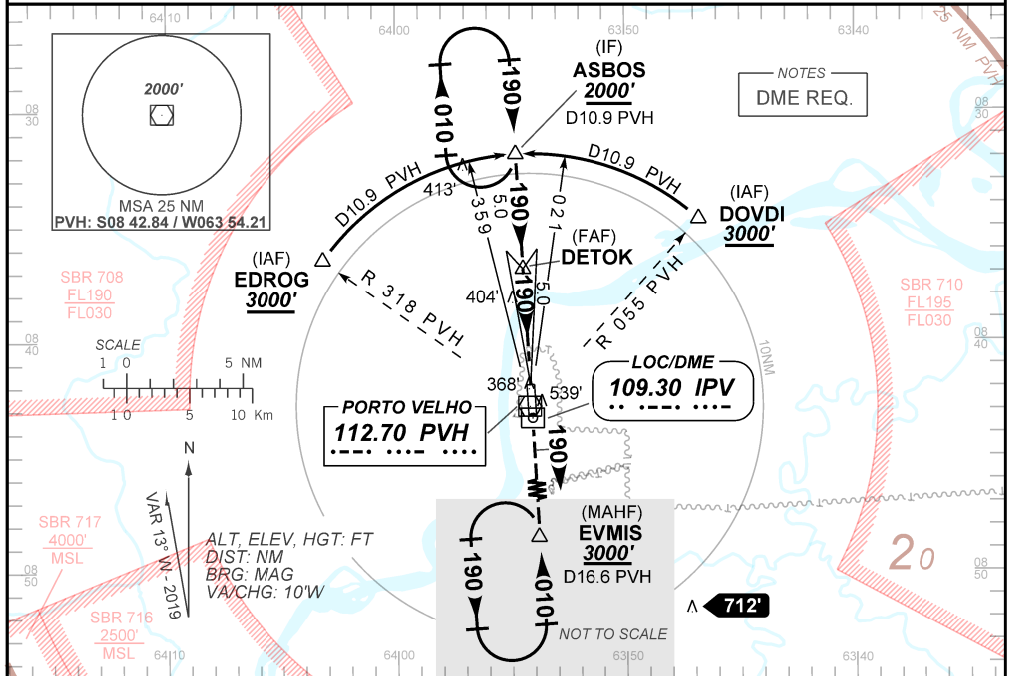 64 10
64 00
63 50
63 40
25 NM PVH
2000'
MSA 25 NM
PVH: S08 42.84 / W063 54.21
(IF)
ASBOS
2000'
D10.9 PVH
NOTES
DME REQ.
08
30
08
30
190
010
413'
D10.9 PVH
D10.9 PVH
(IAF)
DOVDI
3000'
(IAF)
EDROG
3000'
359
5.0
190
021
(FAF)
DETOK
R 318 PVH
R 055 PVH
404'
190
5.0
SBR 708
FL190
FL030
SBR 710
FL195
FL030
08
40
08
40
10NM
SCALE
1 0 5 NM
1 0 5 10 Km
368'
539'
LOC/DME
109.30 IPV
.. .--. ...-
PORTO VELHO
112.70 PVH
.--. ...- ....
190
N
VAR 13° W - 2019
ALT, ELEV, HGT: FT
DIST: NM
BRG: MAG
VA/CHG: 10'W
SBR 717
4000'
MSL
SBR 716
2500'
MSL
(MAHF)
EVMIS
3000'
D16.6 PVH
190
010
NOT TO SCALE
712'
20
08
50
08
50
64 10
64 00
63 50
63 40